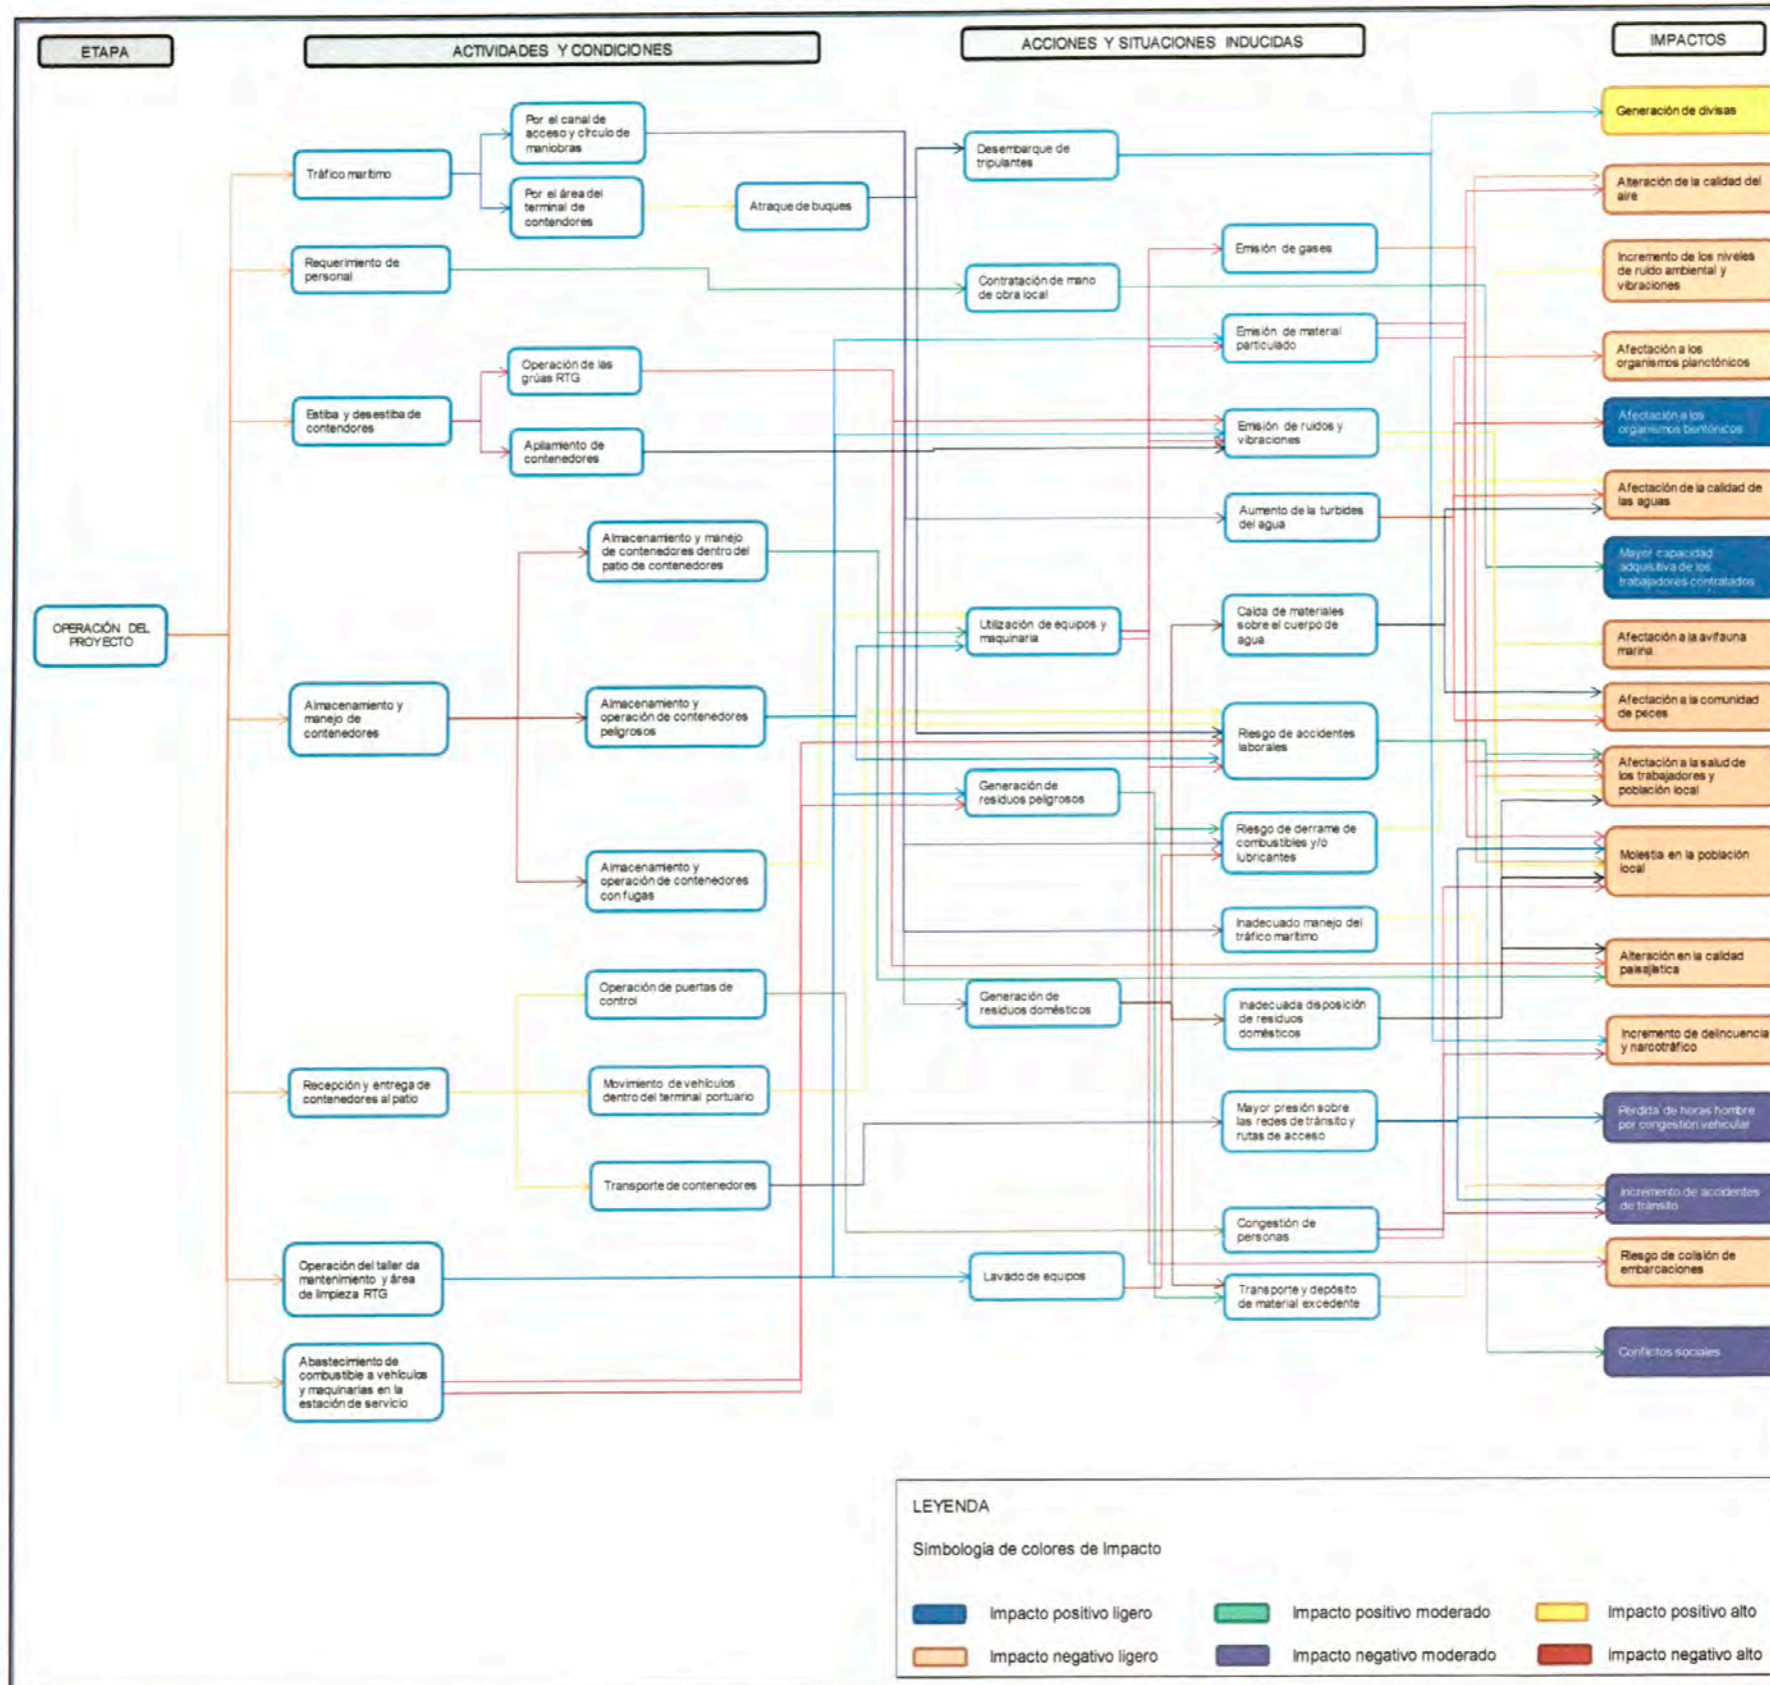 ETAPA
ACTIVIDADES Y CONDICIONES
ACCIONES Y SITUACIONES INDUCIDAS
IMPACTOS
OPERACIÓN DEL
PROYECTO
Tráfico marítimo
Requerimiento de
personal
Estiba y desestiba de
contendores
Almacenamiento y
manejo de
contenedores
Recepción y entrega de
contenedores al patio
Operación del taller da
mantenimiento y área
de limpieza RTG
Abastecimiento de
combustible a vehículos
y maquinarias en la
estación de servicio
Por el canal de
acceso y círculo de
maniobras
Por el área del
terminal de
contendores
Atraque de buques
Operación de las
grúas RTG
Apilamiento de
contenedores
Almacenamiento y manejo
de contenedores dentro del
patio de contenedores
Almacenamiento y
operación de contenedores
peligrosos
Almacenamiento y
operación de contenedores
con fugas
Operación de puertas de
control
Movimiento de vehículos
dentro del terminal portuario
Transporte de contenedores
Desembarque de
tripulantes
Contratación de mano
de obra local
Utilización de equipos y
maquinaria
Generación de
residuos peligrosos
Generación de
residuos domésticos
Lavado de equipos
Emisión de gases
Emisión de material
particulado
Emisión de ruidos y
vibraciones
Aumento de la turbides
del agua
Caída de materiales
sobre el cuerpo de
agua
Riesgo de accidentes
laborales
Riesgo de derrame de
combustibles y/o
lubricantes
Inadecuado manejo del
tráfico marítimo
Inadecuada disposición
de residuos
domésticos
Mayor presión sobre
las redes de tránsito y
rutas de acceso
Congestión de
personas
Transporte y depósito
de material excedente
Generación de divisas
Alteración de la calidad del
aire
Incremento de los niveles
de ruido ambiental y
vibraciones
Afectación a los
organismos planctónicos
Afectación a los
organismos bentónicos
Afectación de la calidad de
las aguas
Mayor capacidad
adquisitiva de los
trabajadores contratados
Afectación a la avifauna
marina
Afectación a la comunidad
de peces
Afectación a la salud de
los trabajadores y
población local
Molestia en la población
local
Alteración en la calidad
paisajística
Incremento de delincuencia
y narcotráfico
Pérdida de horas hombre
por congestión vehicular
Incremento de accidentes
de tránsito
Riesgo de colisión de
embarcaciones
Conflictos sociales
LEYENDA
Simbología de colores de Impacto
Impacto positivo ligero
Impacto positivo moderado
Impacto positivo alto
Impacto negativo ligero
Impacto negativo moderado
Impacto negativo alto